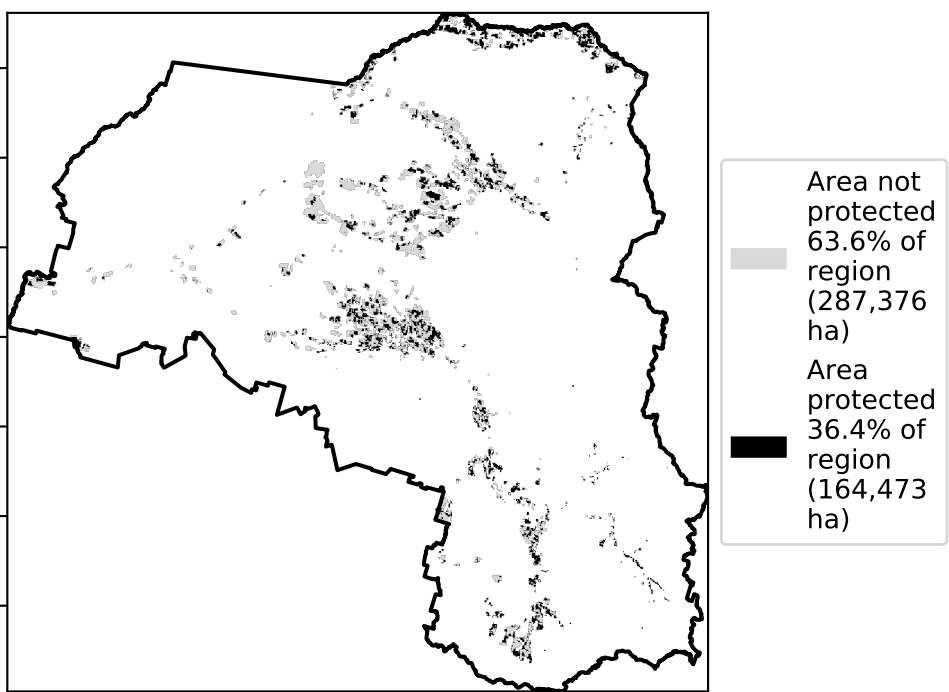 Area not
protected
63.6% of
region
(287,376
ha)
Area
protected
36.4% of
region
(164,473
ha)